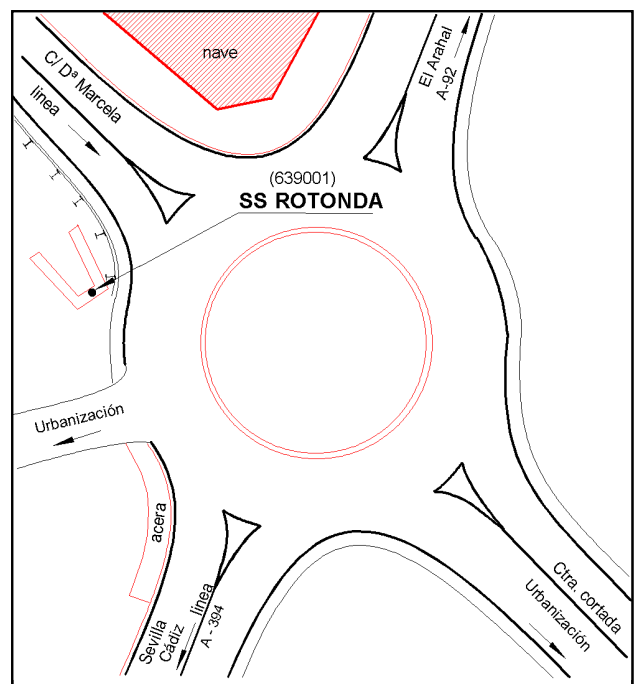 nave
C/ Dª Marcela
linea
El Arahal
A-92
(639001)
SS ROTONDA
Urbanización
acera
Sevilla
Cádiz
linea
A - 394
Ctra. cortada
Urbanización